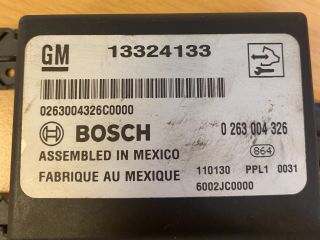 GM 13324133
0263004326C0000
BOSCH 0 263 004 326
ASSEMBLED IN MEXICO 864
FABRIQUE AU MEXIQUE 110130 PPL1 0031
6002JC0000